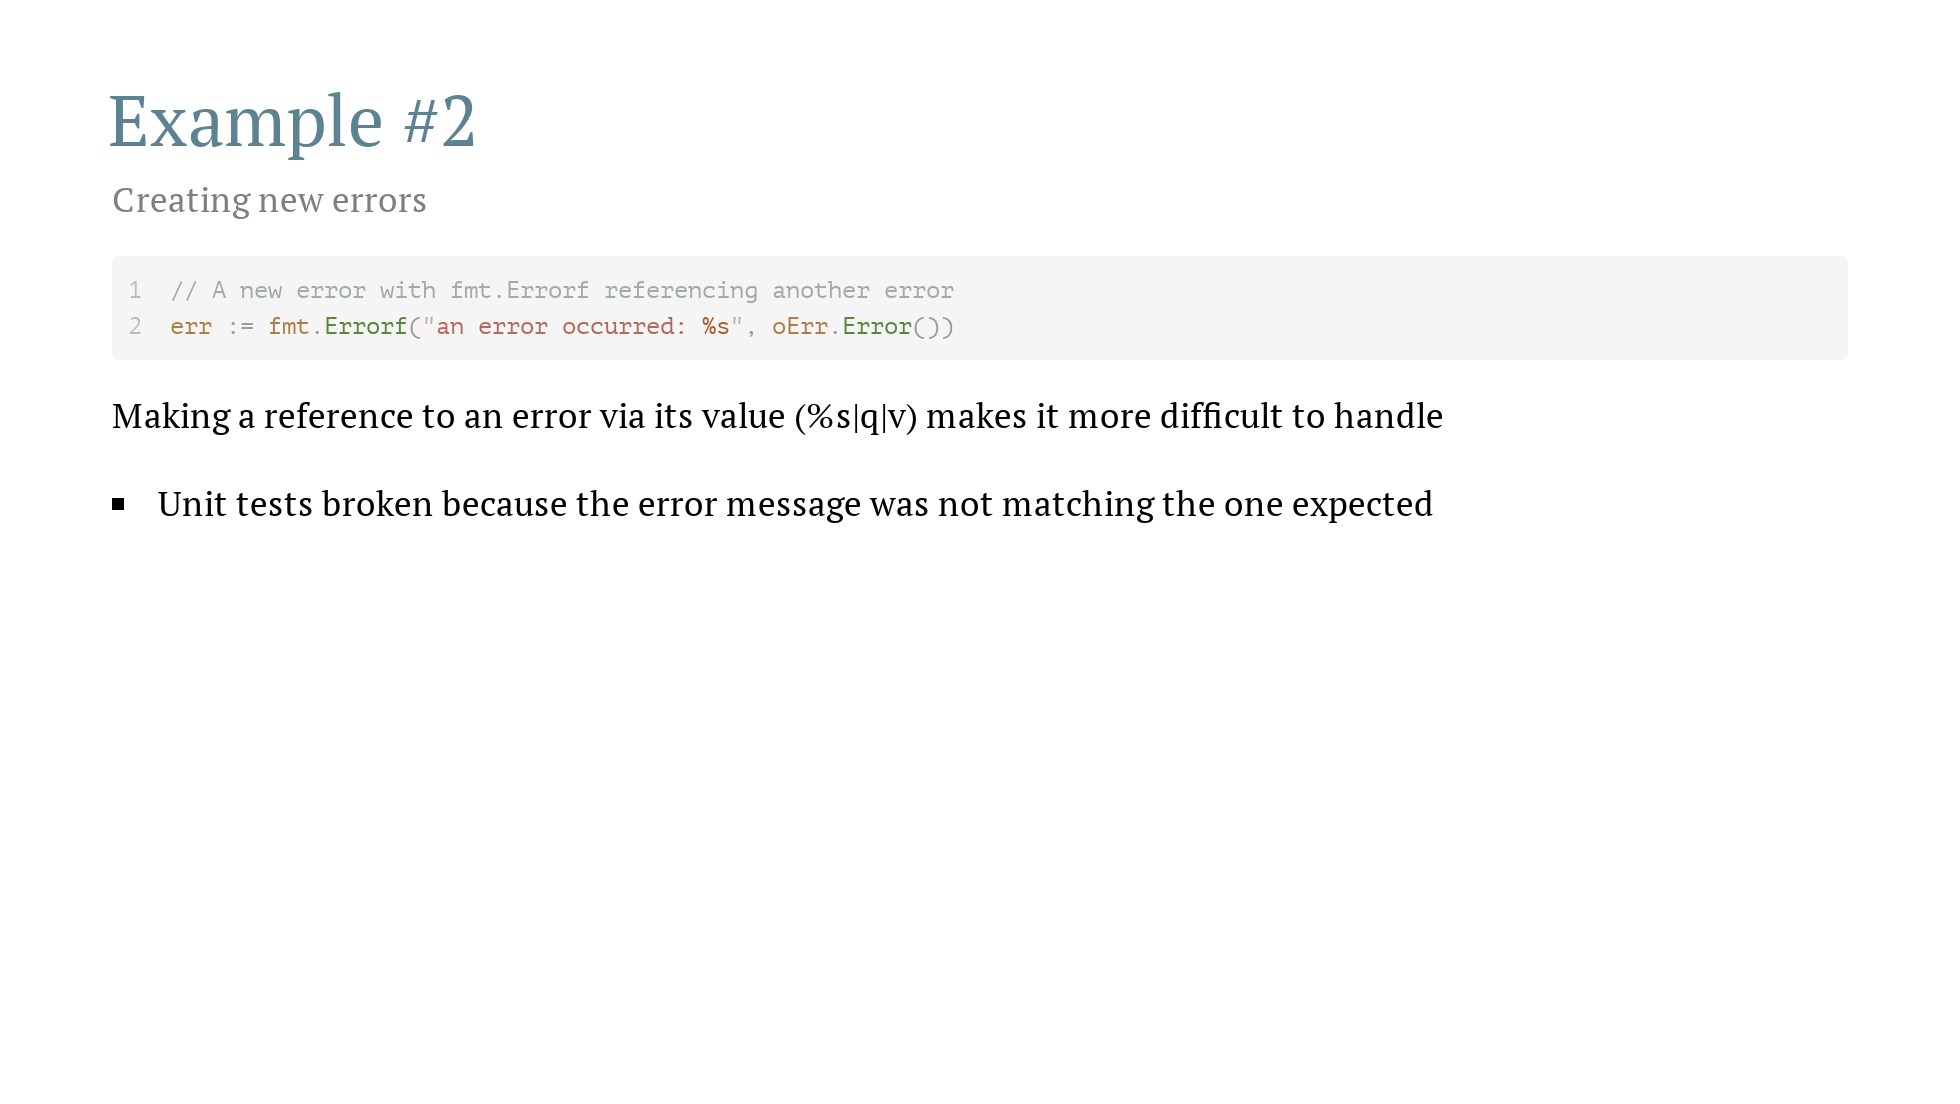 Example #2
Creating new errors
1 // A new error with fmt.Errorf referencing another error
2 err := fmt.Errorf("an error occurred: %s", oErr.Error())
Making a reference to an error via its value (%s|q|v) makes it more difficult to handle
▪ Unit tests broken because the error message was not matching the one expected